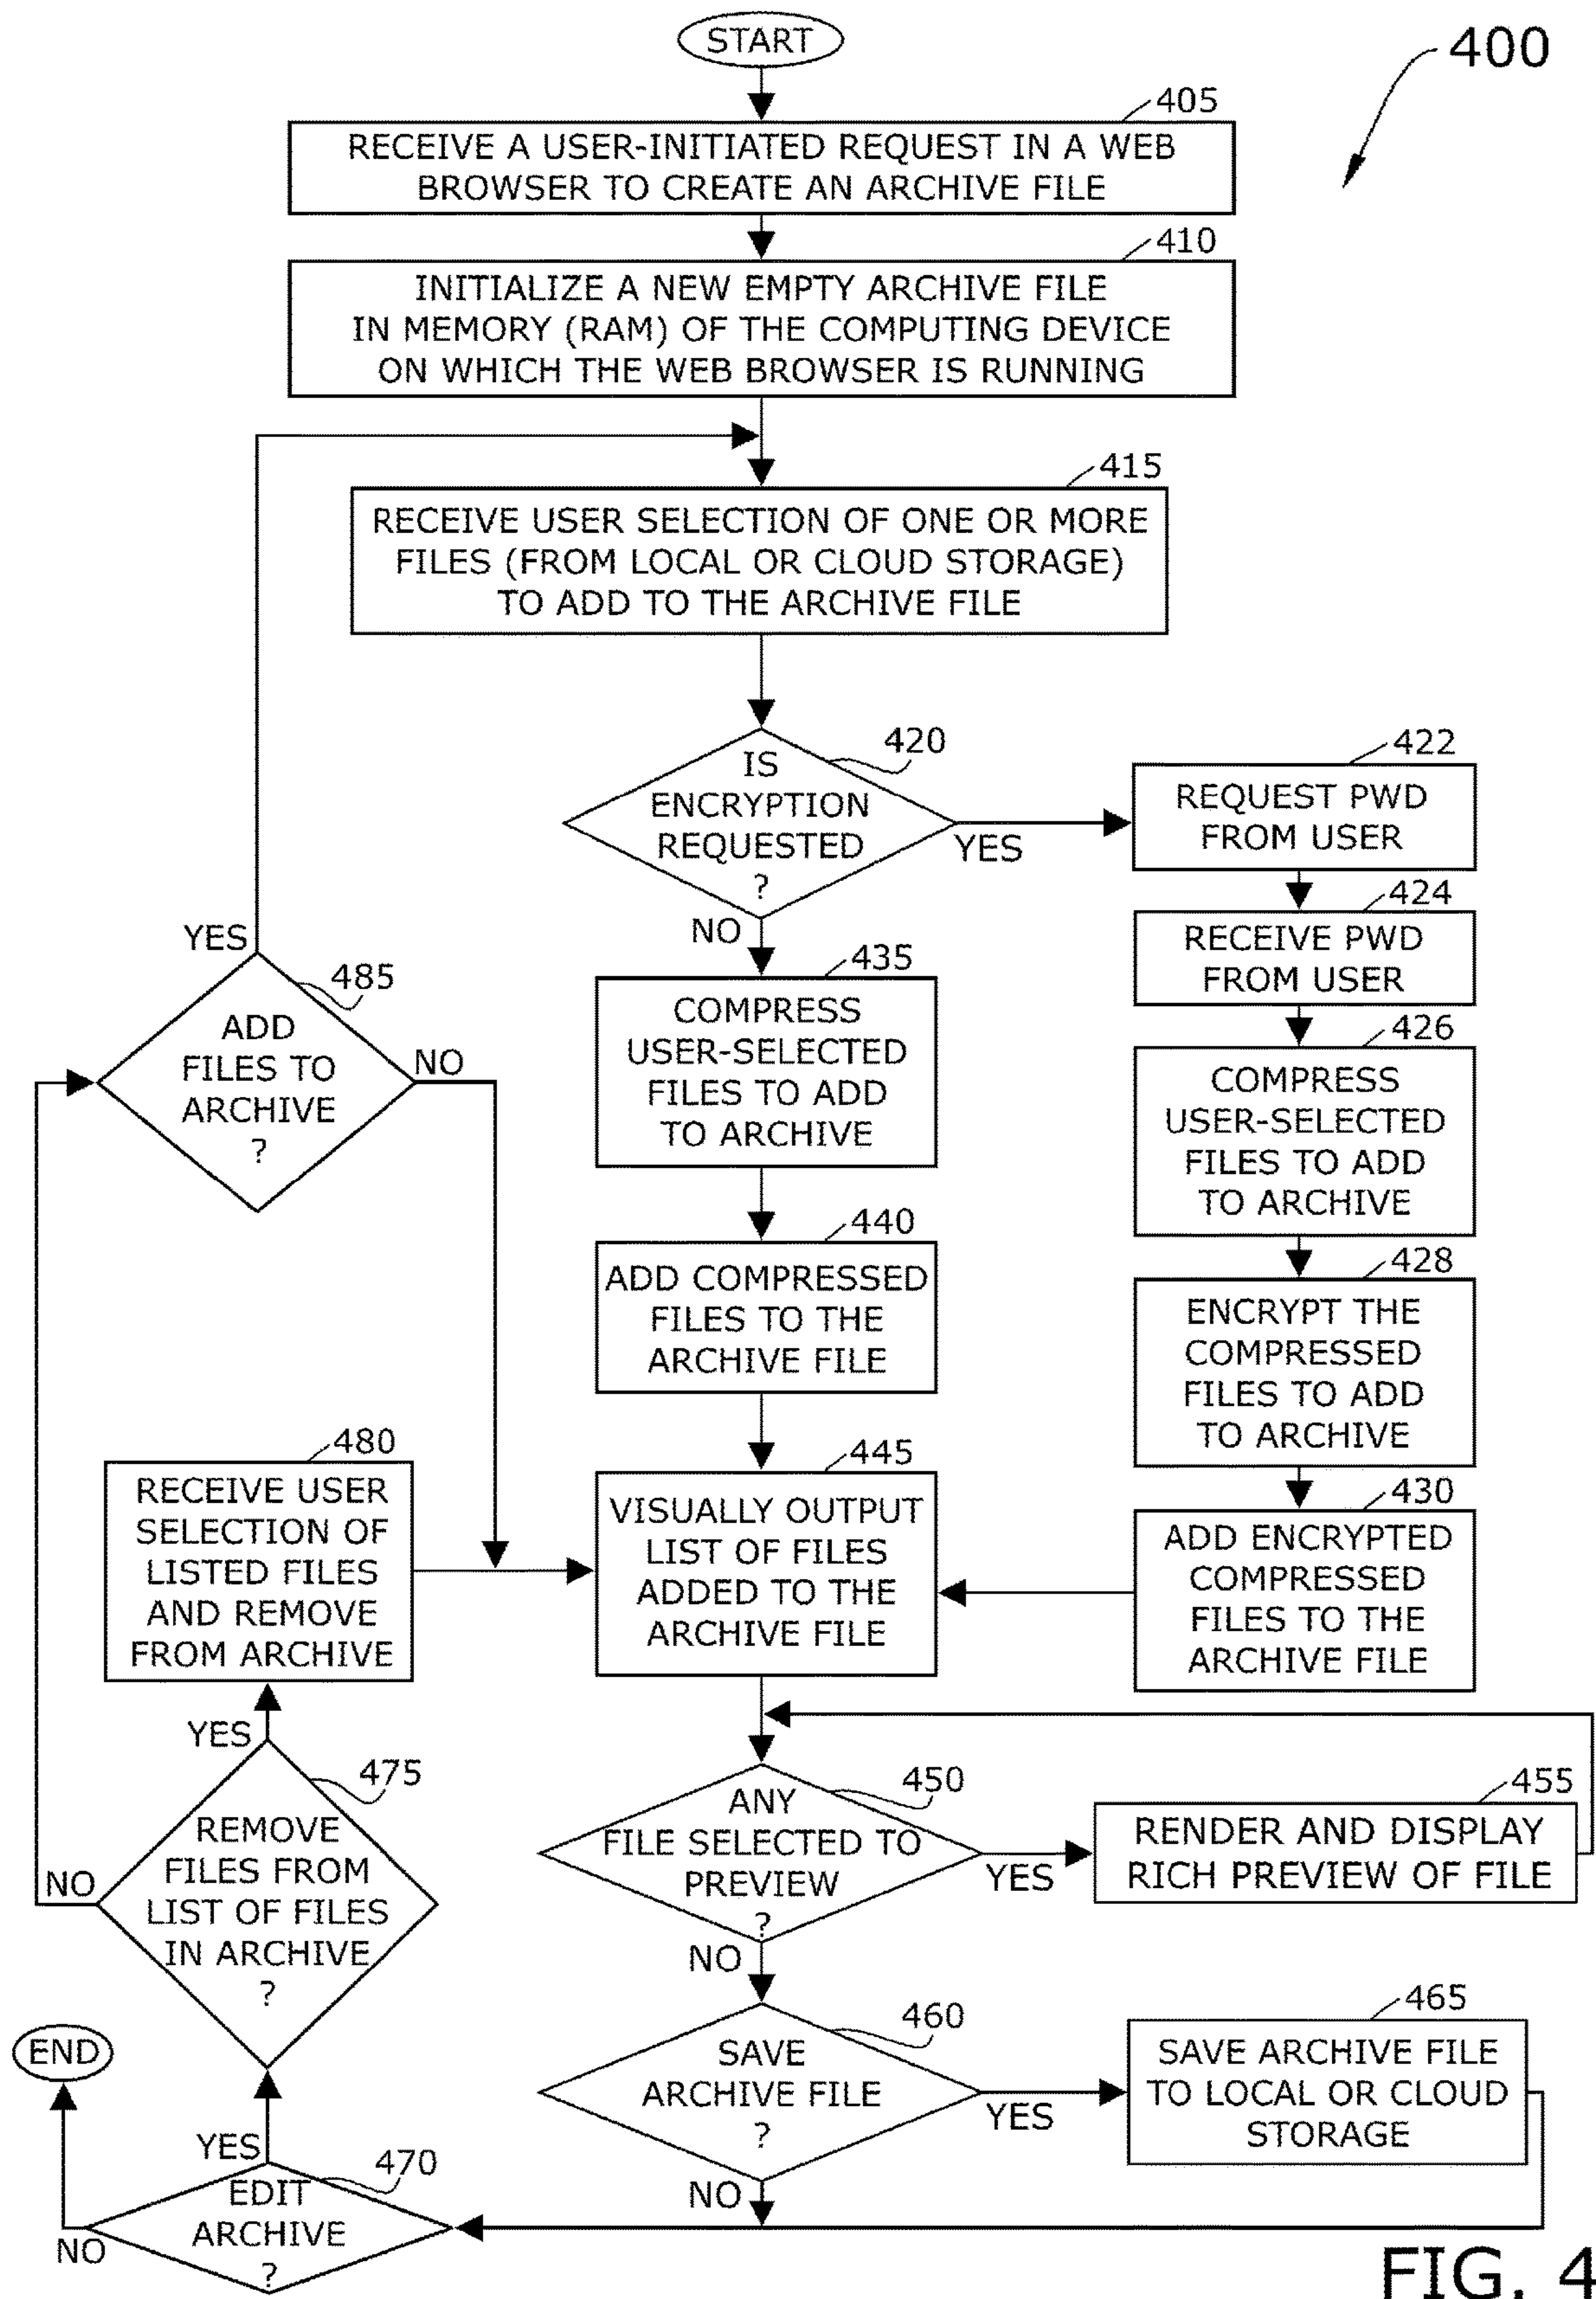 START
400
405
RECEIVE A USER-INITIATED REQUEST IN A WEB
BROWSER TO CREATE AN ARCHIVE FILE
410
INITIALIZE A NEW EMPTY ARCHIVE FILE
IN MEMORY (RAM) OF THE COMPUTING DEVICE
ON WHICH THE WEB BROWSER IS RUNNING
415
RECEIVE USER SELECTION OF ONE OR MORE
FILES (FROM LOCAL OR CLOUD STORAGE)
TO ADD TO THE ARCHIVE FILE
420
IS
ENCRYPTION
REQUESTED
?
YES
NO
422
REQUEST PWD
FROM USER
424
RECEIVE PWD
FROM USER
426
COMPRESS
USER-SELECTED
FILES TO ADD
TO ARCHIVE
428
ENCRYPT THE
COMPRESSED
FILES TO ADD
TO ARCHIVE
430
ADD ENCRYPTED
COMPRESSED
FILES TO THE
ARCHIVE FILE
435
COMPRESS
USER-SELECTED
FILES TO ADD
TO ARCHIVE
440
ADD COMPRESSED
FILES TO THE
ARCHIVE FILE
445
VISUALLY OUTPUT
LIST OF FILES
ADDED TO THE
ARCHIVE FILE
450
ANY
FILE SELECTED TO
PREVIEW
?
YES
NO
455
RENDER AND DISPLAY
RICH PREVIEW OF FILE
460
SAVE
ARCHIVE FILE
?
YES
NO
465
SAVE ARCHIVE FILE
TO LOCAL OR CLOUD
STORAGE
470
EDIT
ARCHIVE
?
YES
NO
END
475
REMOVE
FILES FROM
LIST OF FILES
IN ARCHIVE
?
YES
NO
480
RECEIVE USER
SELECTION OF
LISTED FILES
AND REMOVE
FROM ARCHIVE
485
ADD
FILES TO
ARCHIVE
?
YES
NO
FIG. 4